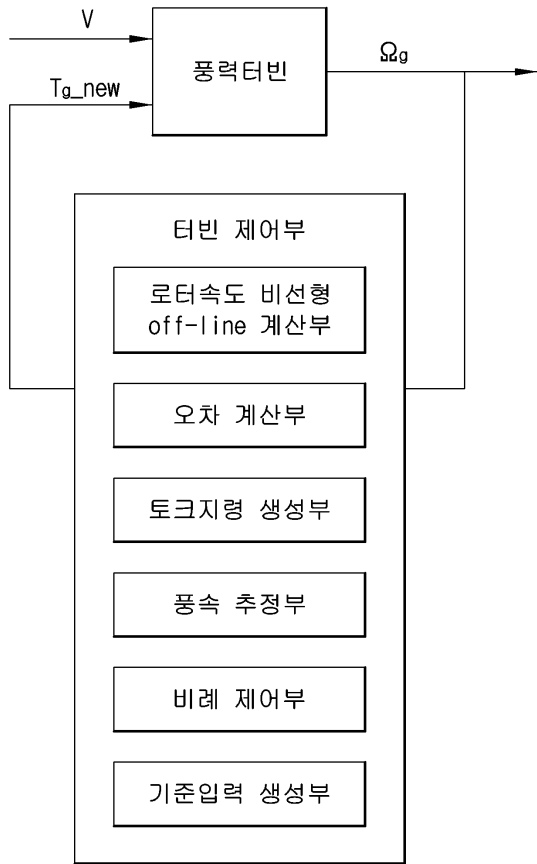 V
풍력터빈
Ωg
Tg_new
터빈 제어부
로터속도 비선형
off-line 계산부
오차 계산부
토크지령 생성부
풍속 추정부
비례 제어부
기준입력 생성부